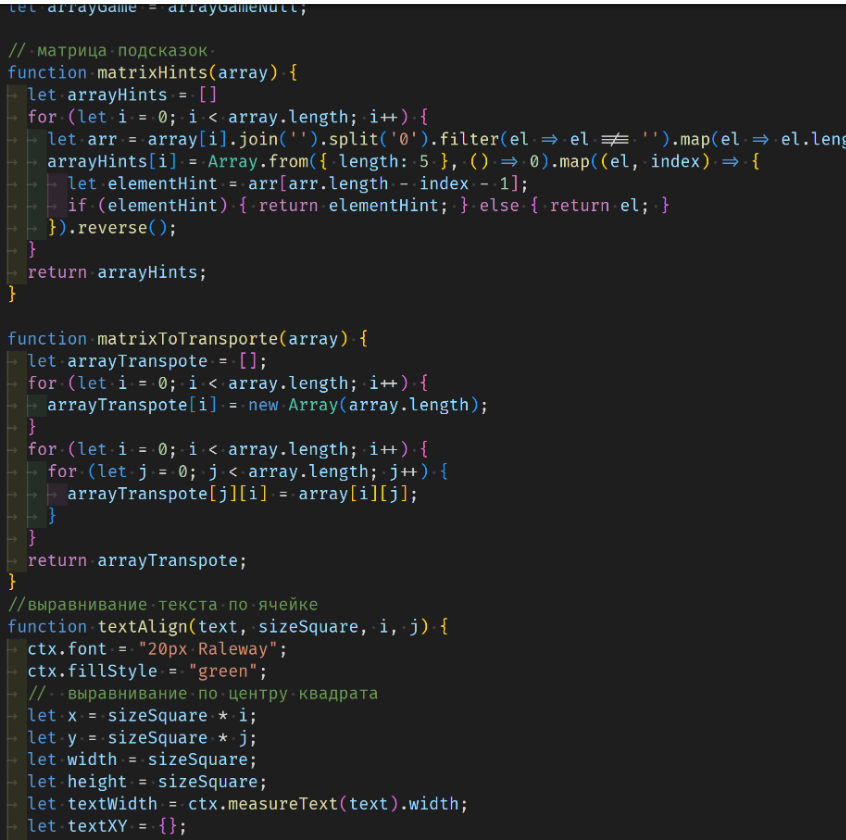 let arrayGame = arrayGameNull;
// матрица подсказок
function matrixHints(array) {
let arrayHints = []
for (let i = 0; i < array.length; i++) {
let arr = array[i].join('').split('0').filter(el => el !== '').map(el => el.leng
arrayHints[i] = Array.from({ length: 5 }, () => 0).map((el, index) => {
let elementHint = arr[arr.length - index - 1];
if (elementHint) { return elementHint; } else { return el; }
}).reverse();
}
return arrayHints;
}
function matrixToTransporte(array) {
let arrayTranspote = [];
for (let i = 0; i < array.length; i++) {
arrayTranspote[i] = new Array(array.length);
}
for (let i = 0; i < array.length; i++) {
for (let j = 0; j < array.length; j++) {
arrayTranspote[j][i] = array[i][j];
}
}
return arrayTranspote;
}
//выравнивание текста по ячейке
function textAlign(text, sizeSquare, i, j) {
ctx.font = "20px Raleway";
ctx.fillStyle = "green";
// выравнивание по центру квадрата
let x = sizeSquare * i;
let y = sizeSquare * j;
let width = sizeSquare;
let height = sizeSquare;
let textWidth = ctx.measureText(text).width;
let textXY = {};